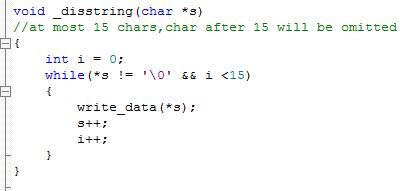 void _disstring(char *s)
//at most 15 chars,char after 15 will be omitted
{
    int i = 0;
    while(*s != '\0' && i <15)
    {
        write_data(*s);
        s++;
        i++;
    }
}